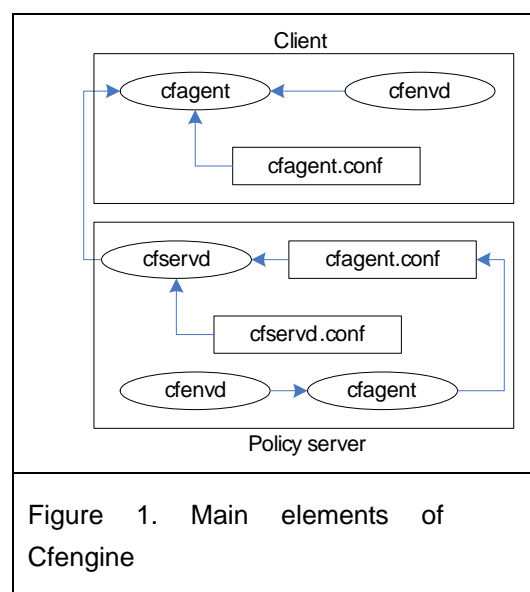 Client
cfagent
cfenvd
cfagent.conf
cfservd
cfagent.conf
cfservd.conf
cfenvd
cfagent
Policy server
Figure 1. Main elements of
Cfengine